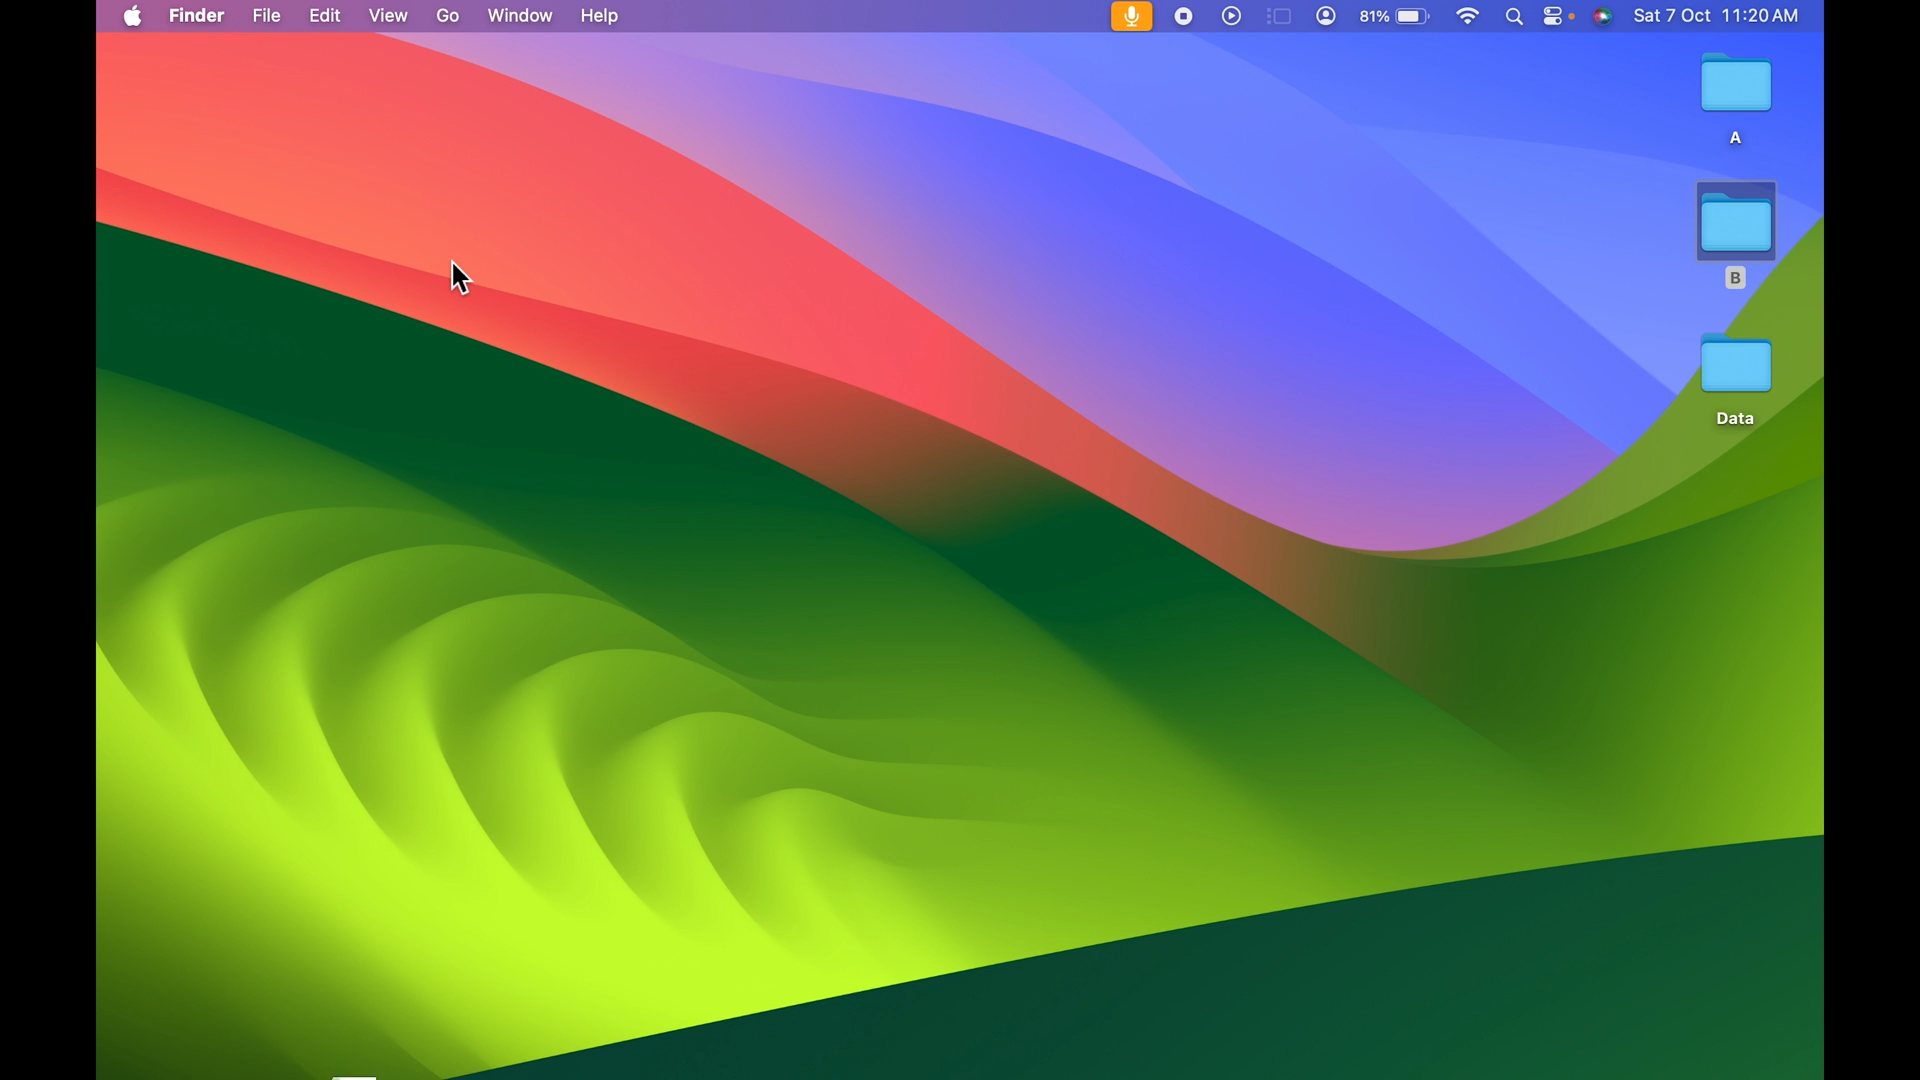 Finder File Edit View Go Window Help 81% Sat 7 Oct 11:20 AM
A
B
Data